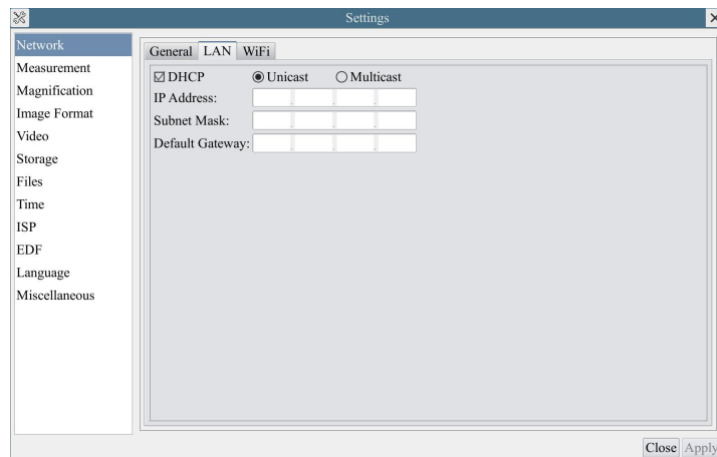 Settings
Network
Measurement
Magnification
Image Format
Video
Storage
Files
Time
ISP
EDF
Language
Miscellaneous
General LAN WiFi
DHCP Unicast Multicast
IP Address:
Subnet Mask:
Default Gateway:
Close Apply